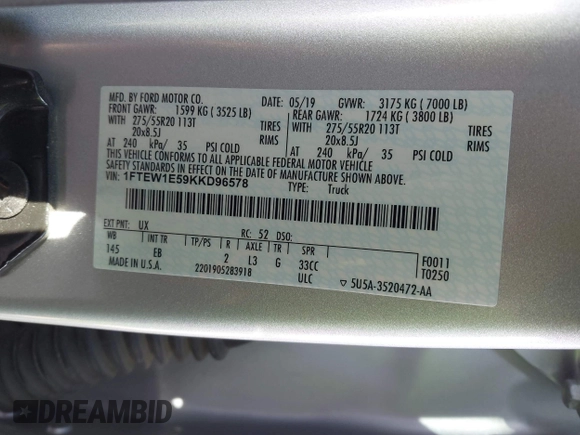 MFD. BY FORD MOTOR CO. DATE: 05/19 GVWR: 3175 KG ( 7000 LB)
FRONT GAWR: 1599 KG ( 3525 LB) REAR GAWR: 1724 KG ( 3800 LB)
WITH 275/55R20 113T TIRES WITH 275/55R20 113T TIRES
20x8.5J RIMS 20x8.5J RIMS
AT 240 kPa/ 35 PSI COLD AT 240 kPa/ 35 PSI COLD
THIS VEHICLE CONFORMS TO ALL APPLICABLE FEDERAL MOTOR VEHICLE
SAFETY AND THEFT PREVENTION STANDARDS IN EFFECT ON THE DATE OF
MANUFACTURE SHOWN ABOVE.
VIN: 1FTEW1E59KKD96578 TYPE: Truck
EXT PNT: UX RC: 52 DSO:
WB INT TR TP/PS R AXLE TR SPR
145 EB 2 L3 G 33CC F0011
MADE IN U.S.A. 2201905283918 ULC T0250
▽ 5U5A-3520472-AA
DREAMBID